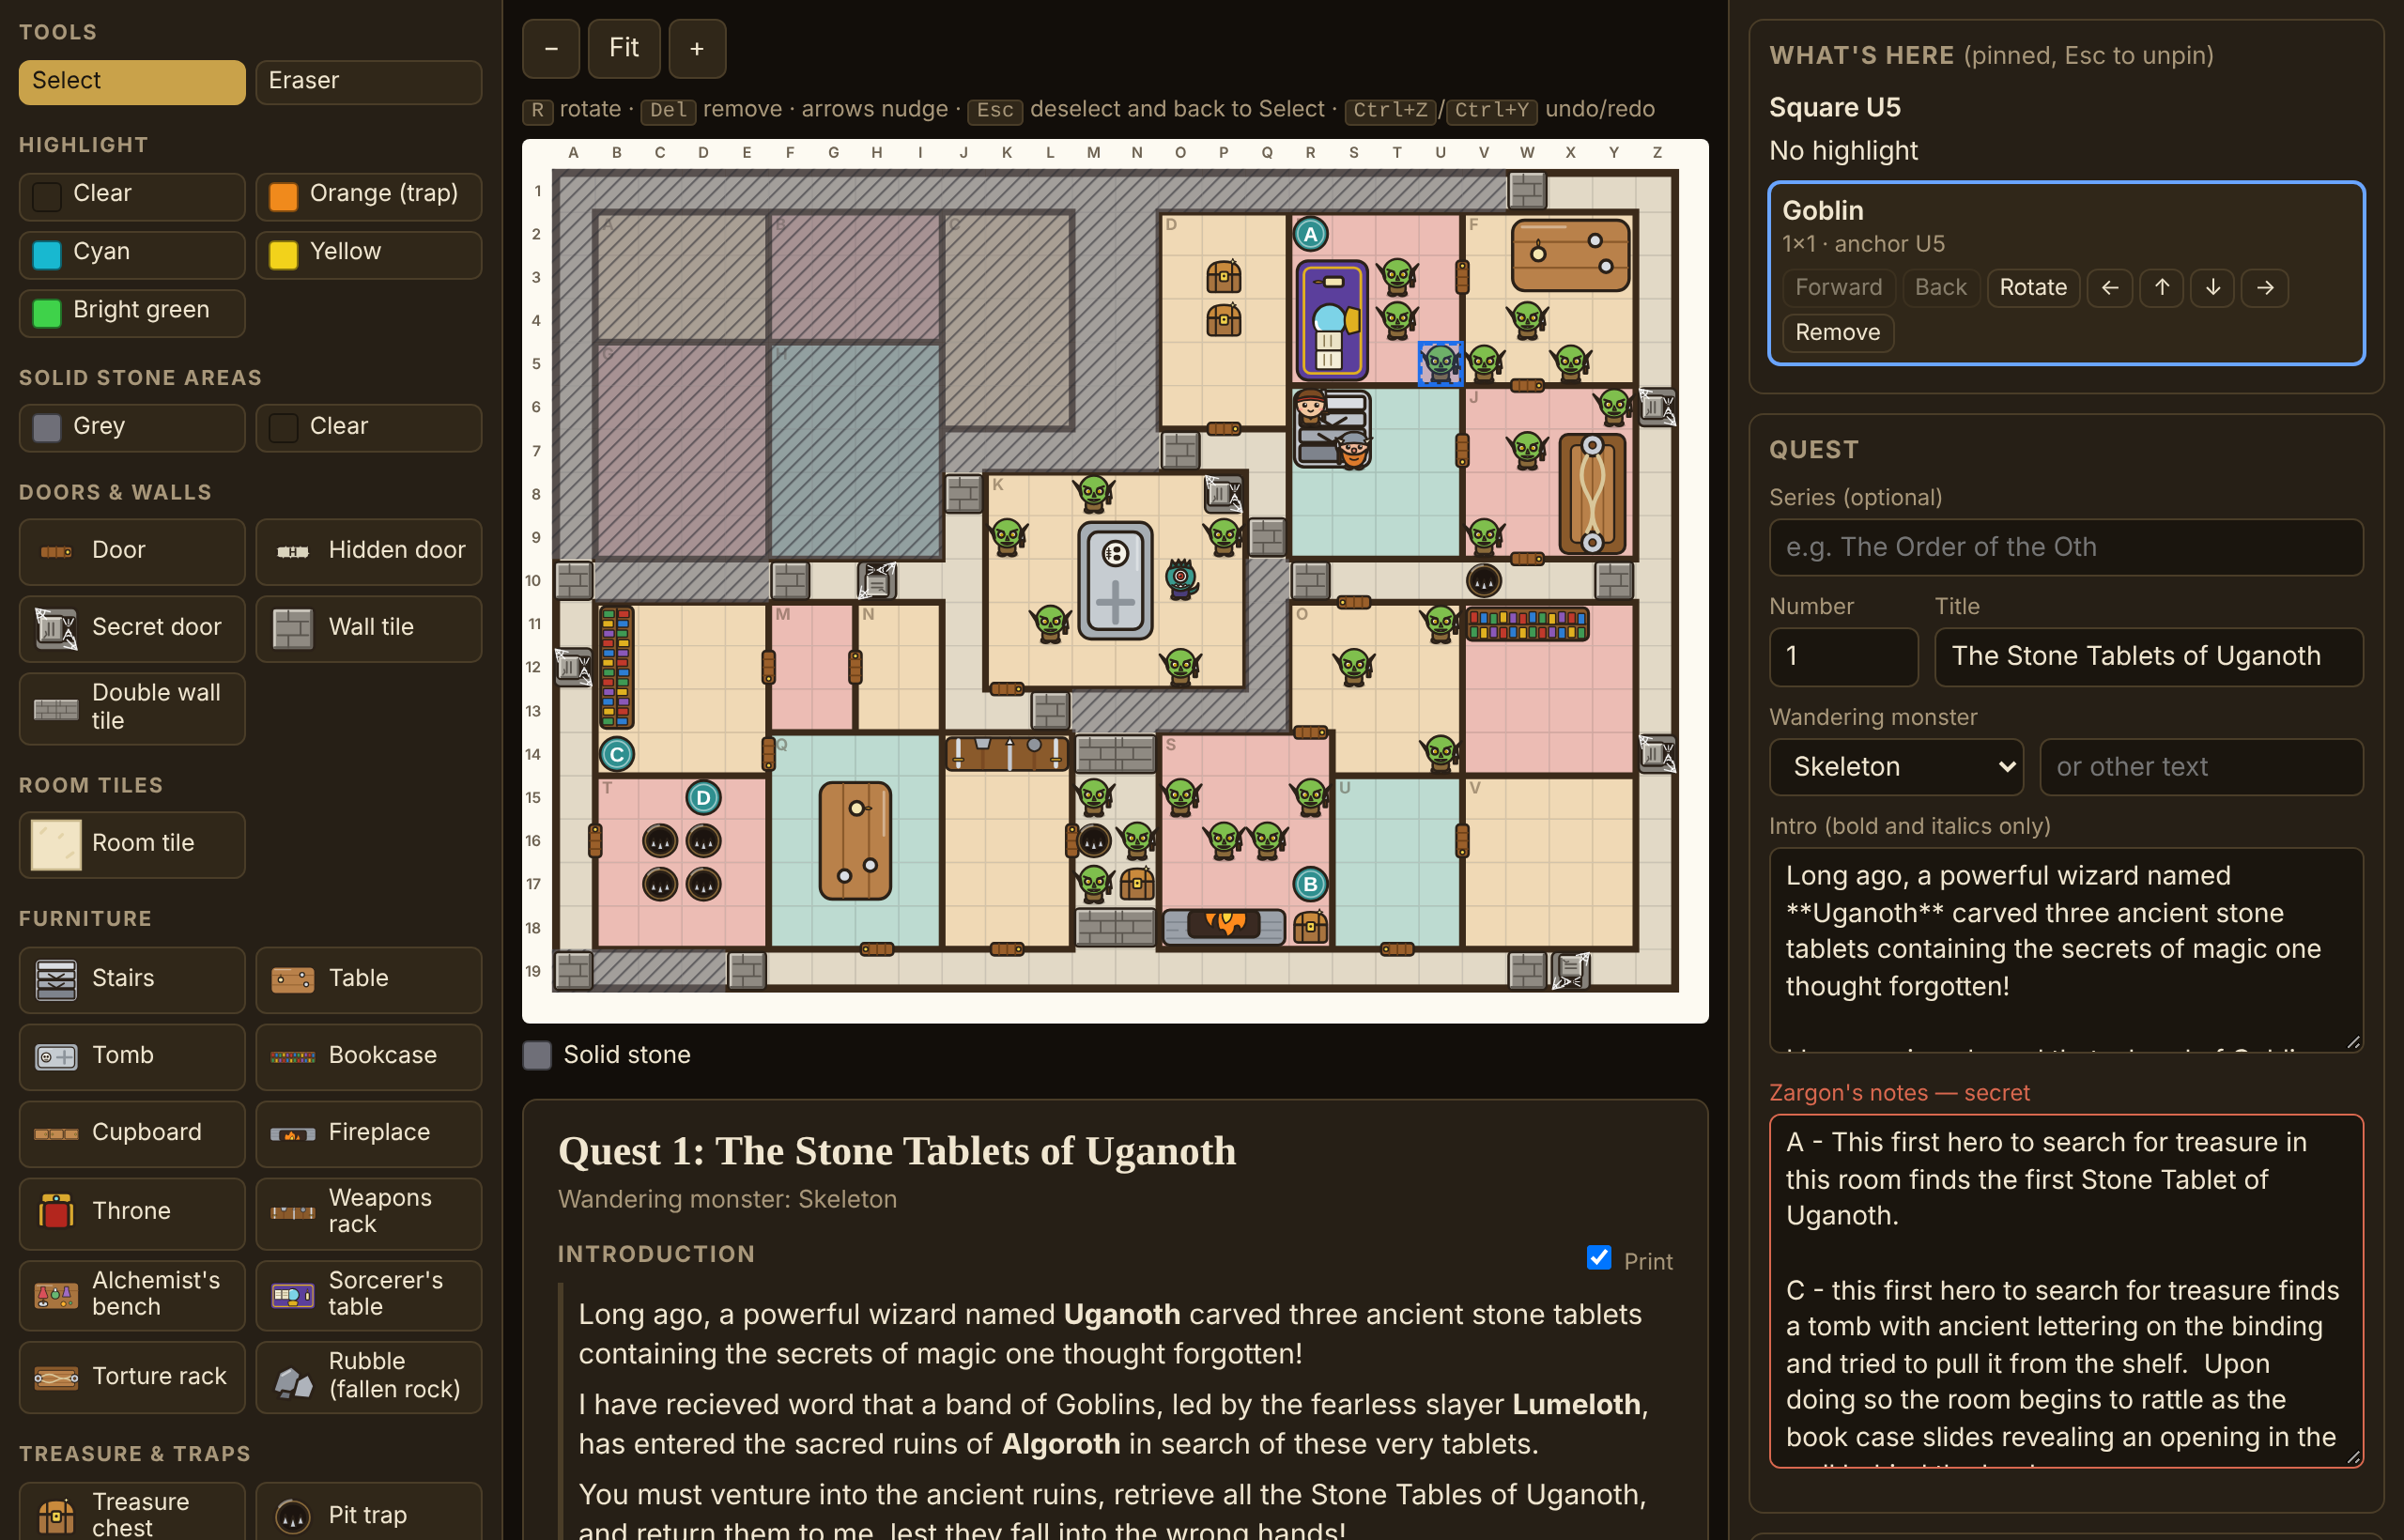 TOOLS
Select
Eraser
HIGHLIGHT
Clear
Orange (trap)
Cyan
Yellow
Bright green
SOLID STONE AREAS
Grey
Clear
DOORS & WALLS
Door
Hidden door
Secret door
Wall tile
Double wall
tile
ROOM TILES
Room tile
FURNITURE
Stairs
Table
Tomb
Bookcase
Cupboard
Fireplace
Throne
Weapons
rack
Alchemist's
bench
Sorcerer's
table
Torture rack
Rubble
(fallen rock)
TREASURE & TRAPS
Treasure
chest
Pit trap
− Fit +
R rotate · Del remove · arrows nudge · Esc deselect and back to Select · Ctrl+Z/Ctrl+Y undo/redo
A B C D E F G H I J K L M N O P Q R S T U V W X Y Z
1
2 A B C D A F
3
4
5 G H
6 J
7
8 K
9
10
11 M N O
12
13
14 C Q S
15 T D U V
16
17 B
18
19
Solid stone
Quest 1: The Stone Tablets of Uganoth
Wandering monster: Skeleton
INTRODUCTION
Print
Long ago, a powerful wizard named Uganoth carved three ancient stone tablets
containing the secrets of magic one thought forgotten!
I have recieved word that a band of Goblins, led by the fearless slayer Lumeloth,
has entered the sacred ruins of Algoroth in search of these very tablets.
You must venture into the ancient ruins, retrieve all the Stone Tables of Uganoth,
and return them to me, lest they fall into the wrong hands!
WHAT'S HERE (pinned, Esc to unpin)
Square U5
No highlight
Goblin
1×1 · anchor U5
Forward Back Rotate ← ↑ ↓ →
Remove
QUEST
Series (optional)
e.g. The Order of the Oth
Number Title
1 The Stone Tablets of Uganoth
Wandering monster
Skeleton or other text
Intro (bold and italics only)
Long ago, a powerful wizard named
**Uganoth** carved three ancient stone
tablets containing the secrets of magic one
thought forgotten!
Zargon's notes — secret
A - This first hero to search for treasure in
this room finds the first Stone Tablet of
Uganoth.
C - this first hero to search for treasure finds
a tomb with ancient lettering on the binding
and tried to pull it from the shelf.  Upon
doing so the room begins to rattle as the
book case slides revealing an opening in the